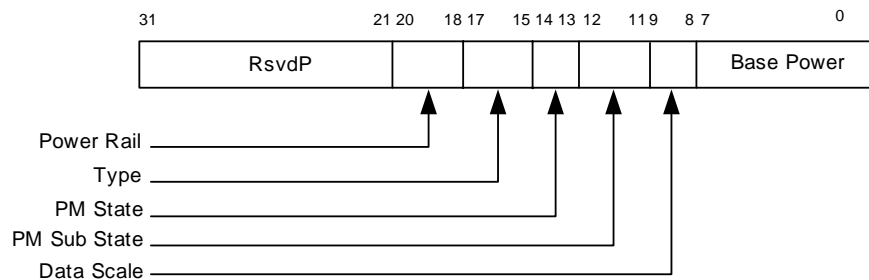 31 21 20 18 17 15 14 13 12 11 9 8 7 0
RsvdP Base Power
Power Rail
Type
PM State
PM Sub State
Data Scale